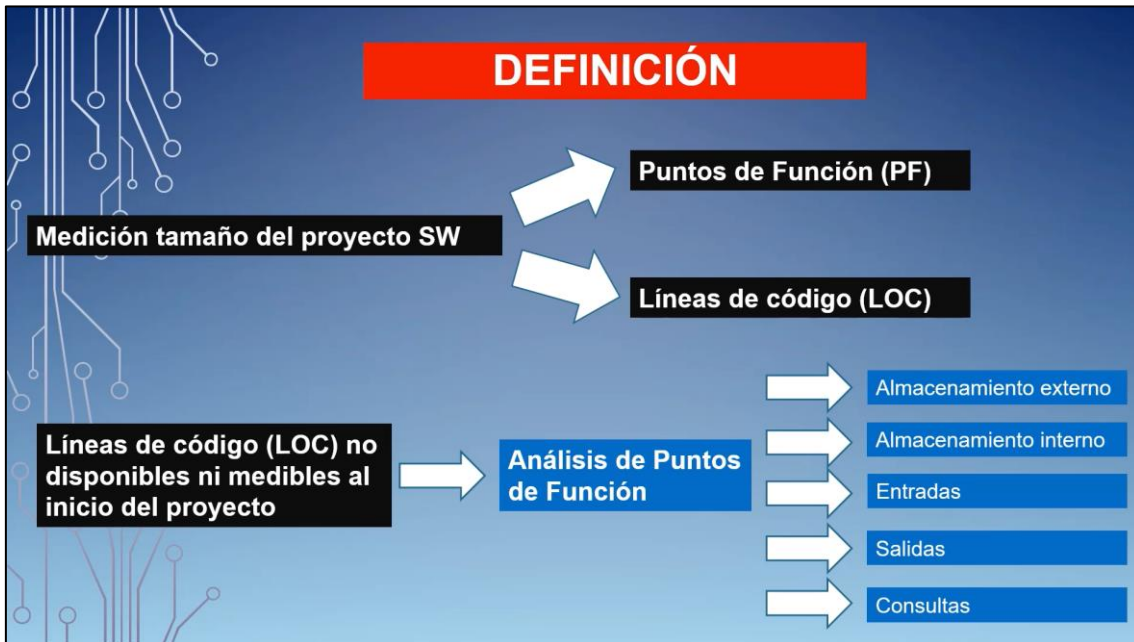 DEFINICIÓN
Medición tamaño del proyecto SW
Puntos de Función (PF)
Líneas de código (LOC)
Líneas de código (LOC) no
disponibles ni medibles al
inicio del proyecto
Análisis de Puntos
de Función
Almacenamiento externo
Almacenamiento interno
Entradas
Salidas
Consultas